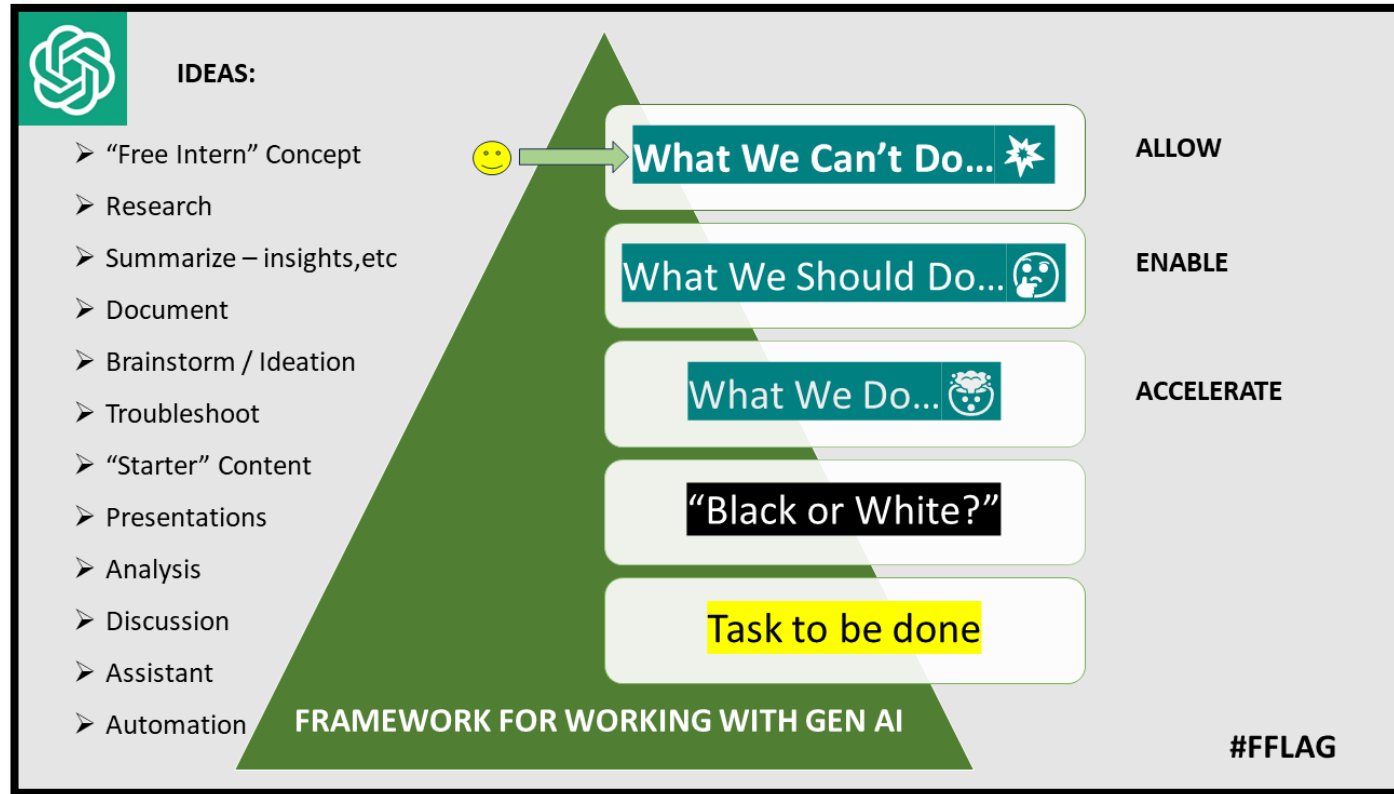 IDEAS:
“Free Intern” Concept
Research
Summarize – insights,etc
Document
Brainstorm / Ideation
Troubleshoot
“Starter” Content
Presentations
Analysis
Discussion
Assistant
Automation
What We Can’t Do...
ALLOW
What We Should Do...
ENABLE
What We Do...
ACCELERATE
“Black or White?”
Task to be done
FRAMEWORK FOR WORKING WITH GEN AI
#FFLAG